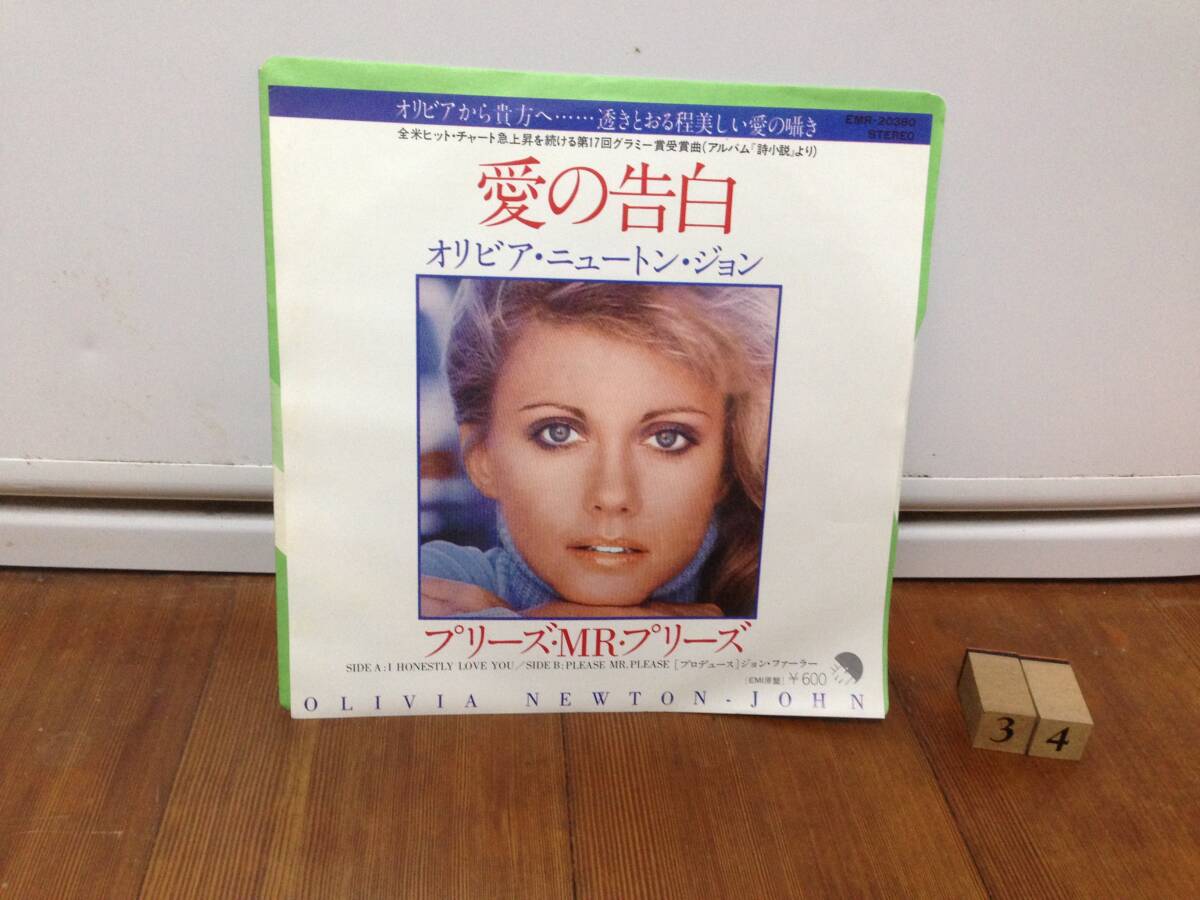 オリビアから貴方へ……透きとおる程美しい愛の囁き
EMR-20380
STEREO
全米ヒット・チャート急上昇を続ける第17回グラミー賞受賞曲(アルバム『詩小説』より)
愛の告白
オリビア・ニュートン・ジョン
プリーズ・MR・プリーズ
SIDE A : I HONESTLY LOVE YOU／SIDE B : PLEASE MR. PLEASE [プロデュース]ジョン・ファーラー
[EMI原盤] ¥600
OLIVIA NEWTON-JOHN
3 4